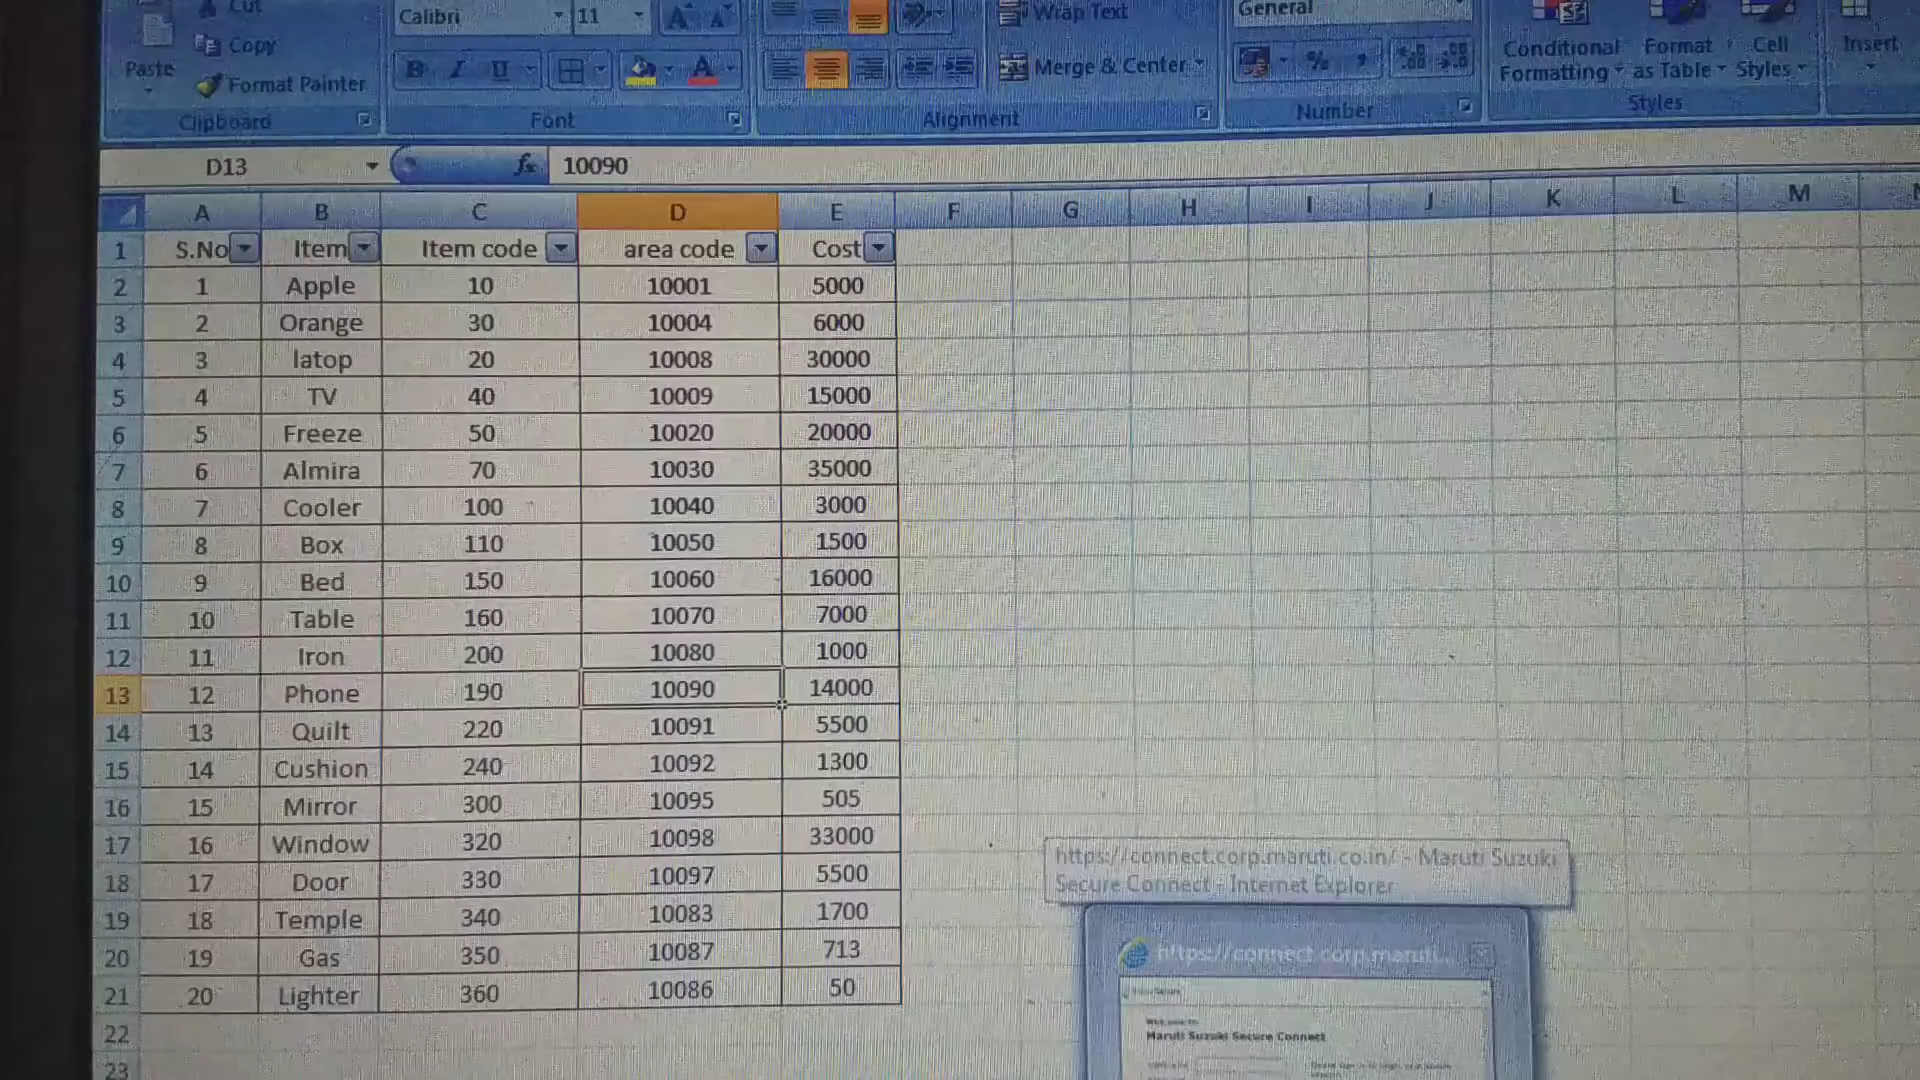 Cut
Calibri 11
Wrap Text
General
Copy
Paste
Format Painter
B I U
Merge & Center
% ,
Conditional Formatting
Format as Table
Cell Styles
Insert
Clipboard
Font
Alignment
Number
Styles
D13 fx 10090
A B C D E F G H I J K L M
1 S.No Item Item code area code Cost
2 1 Apple 10 10001 5000
3 2 Orange 30 10004 6000
4 3 latop 20 10008 30000
5 4 TV 40 10009 15000
6 5 Freeze 50 10020 20000
7 6 Almira 70 10030 35000
8 7 Cooler 100 10040 3000
9 8 Box 110 10050 1500
10 9 Bed 150 10060 16000
11 10 Table 160 10070 7000
12 11 Iron 200 10080 1000
13 12 Phone 190 10090 14000
14 13 Quilt 220 10091 5500
15 14 Cushion 240 10092 1300
16 15 Mirror 300 10095 505
17 16 Window 320 10098 33000
18 17 Door 330 10097 5500
19 18 Temple 340 10083 1700
20 19 Gas 350 10087 713
21 20 Lighter 360 10086 50
22
23
https://connect.corp.maruti.co.in/ - Maruti Suzuki
Secure Connect - Internet Explorer
https://connect.corp.maruti...
Welcome to
Maruti Suzuki Secure Connect